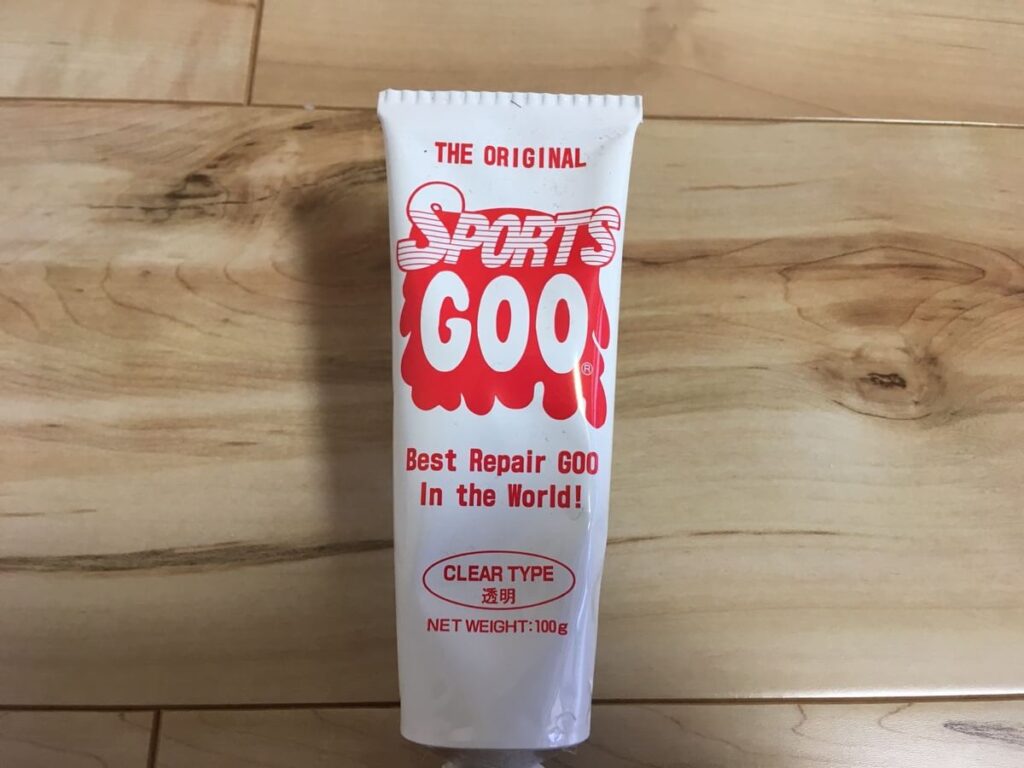 THE ORIGINAL
SPORTS
GOO®
Best Repair GOO
In the World!
CLEAR TYPE
透明
NET WEIGHT:100g